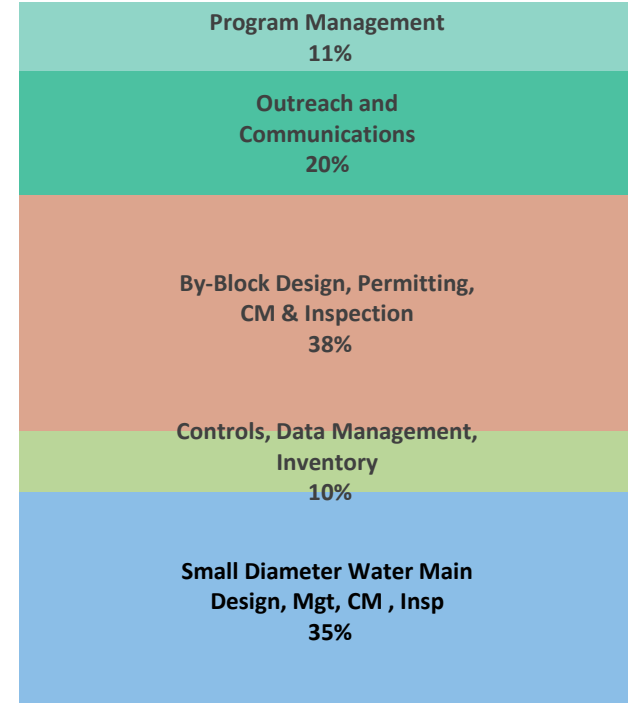 Program Management
11%
Outreach and
Communications
20%
By-Block Design, Permitting,
CM & Inspection
38%
Controls, Data Management,
Inventory
10%
Small Diameter Water Main
Design, Mgt, CM , Insp
35%